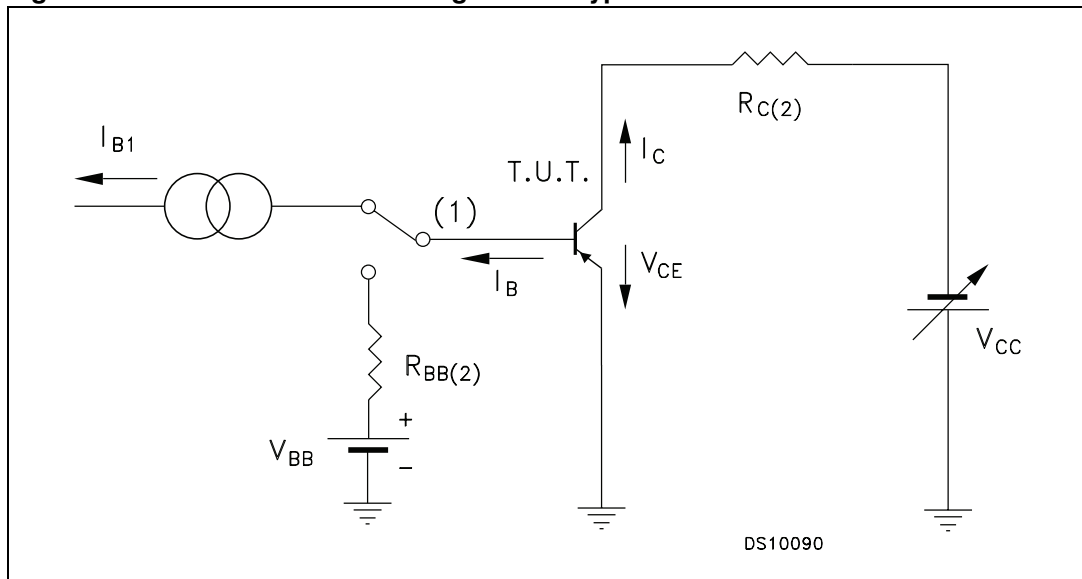 R_C(2)
I_B1
I_C
T.U.T.
(1)
V_CE
I_B
V_CC
R_BB(2)
+
V_BB
−
DS10090